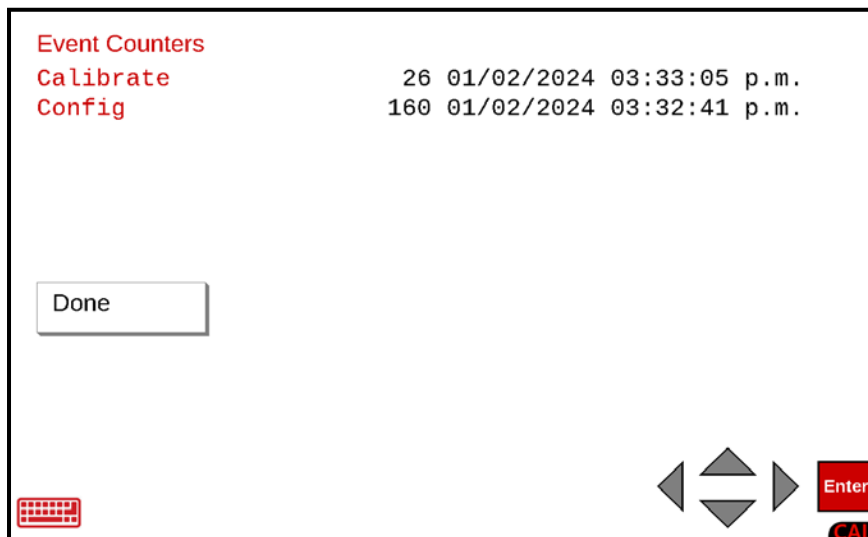 Event Counters
Calibrate 26 01/02/2024 03:33:05 p.m.
Config 160 01/02/2024 03:32:41 p.m.
Done
Enter